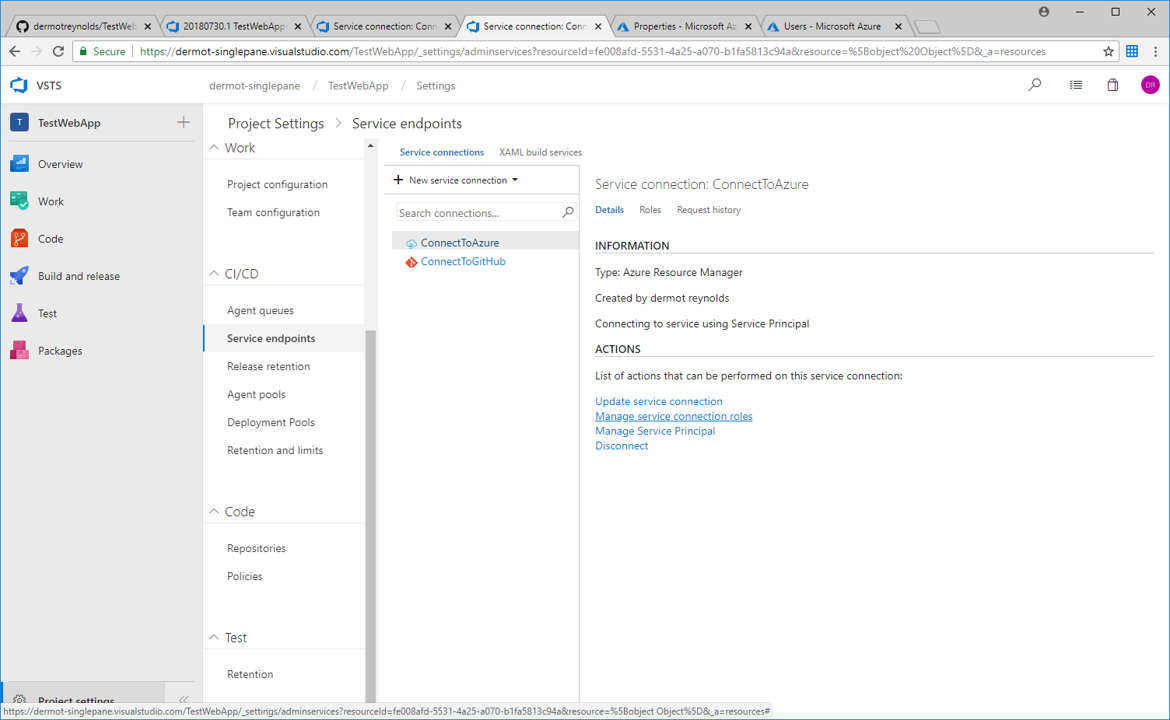 dermotreynolds/TestWeb
20180730.1 TestWebApp
Service connection: Conn
Service connection: Conn
Properties - Microsoft Az
Users - Microsoft Azure
Secure
https://dermot-singlepane.visualstudio.com/TestWebApp/_settings/adminservices?resourceId=fe008afd-5531-4a25-a070-b1fa5813c94a&resource=%5Bobject%20Object%5D&_a=resources
VSTS
dermot-singlepane / TestWebApp / Settings
DR
T TestWebApp
Overview
Work
Code
Build and release
Test
Packages
Project settings
Project Settings > Service endpoints
Work
Project configuration
Team configuration
CI/CD
Agent queues
Service endpoints
Release retention
Agent pools
Deployment Pools
Retention and limits
Code
Repositories
Policies
Test
Retention
Service connections XAML build services
New service connection
Search connections...
ConnectToAzure
ConnectToGitHub
Service connection: ConnectToAzure
Details Roles Request history
INFORMATION
Type: Azure Resource Manager
Created by dermot reynolds
Connecting to service using Service Principal
ACTIONS
List of actions that can be performed on this service connection:
Update service connection
Manage service connection roles
Manage Service Principal
Disconnect
https://dermot-singlepane.visualstudio.com/TestWebApp/_settings/adminservices?resourceId=fe008afd-5531-4a25-a070-b1fa5813c94a&resource=%5Bobject Object%5D&_a=resources#